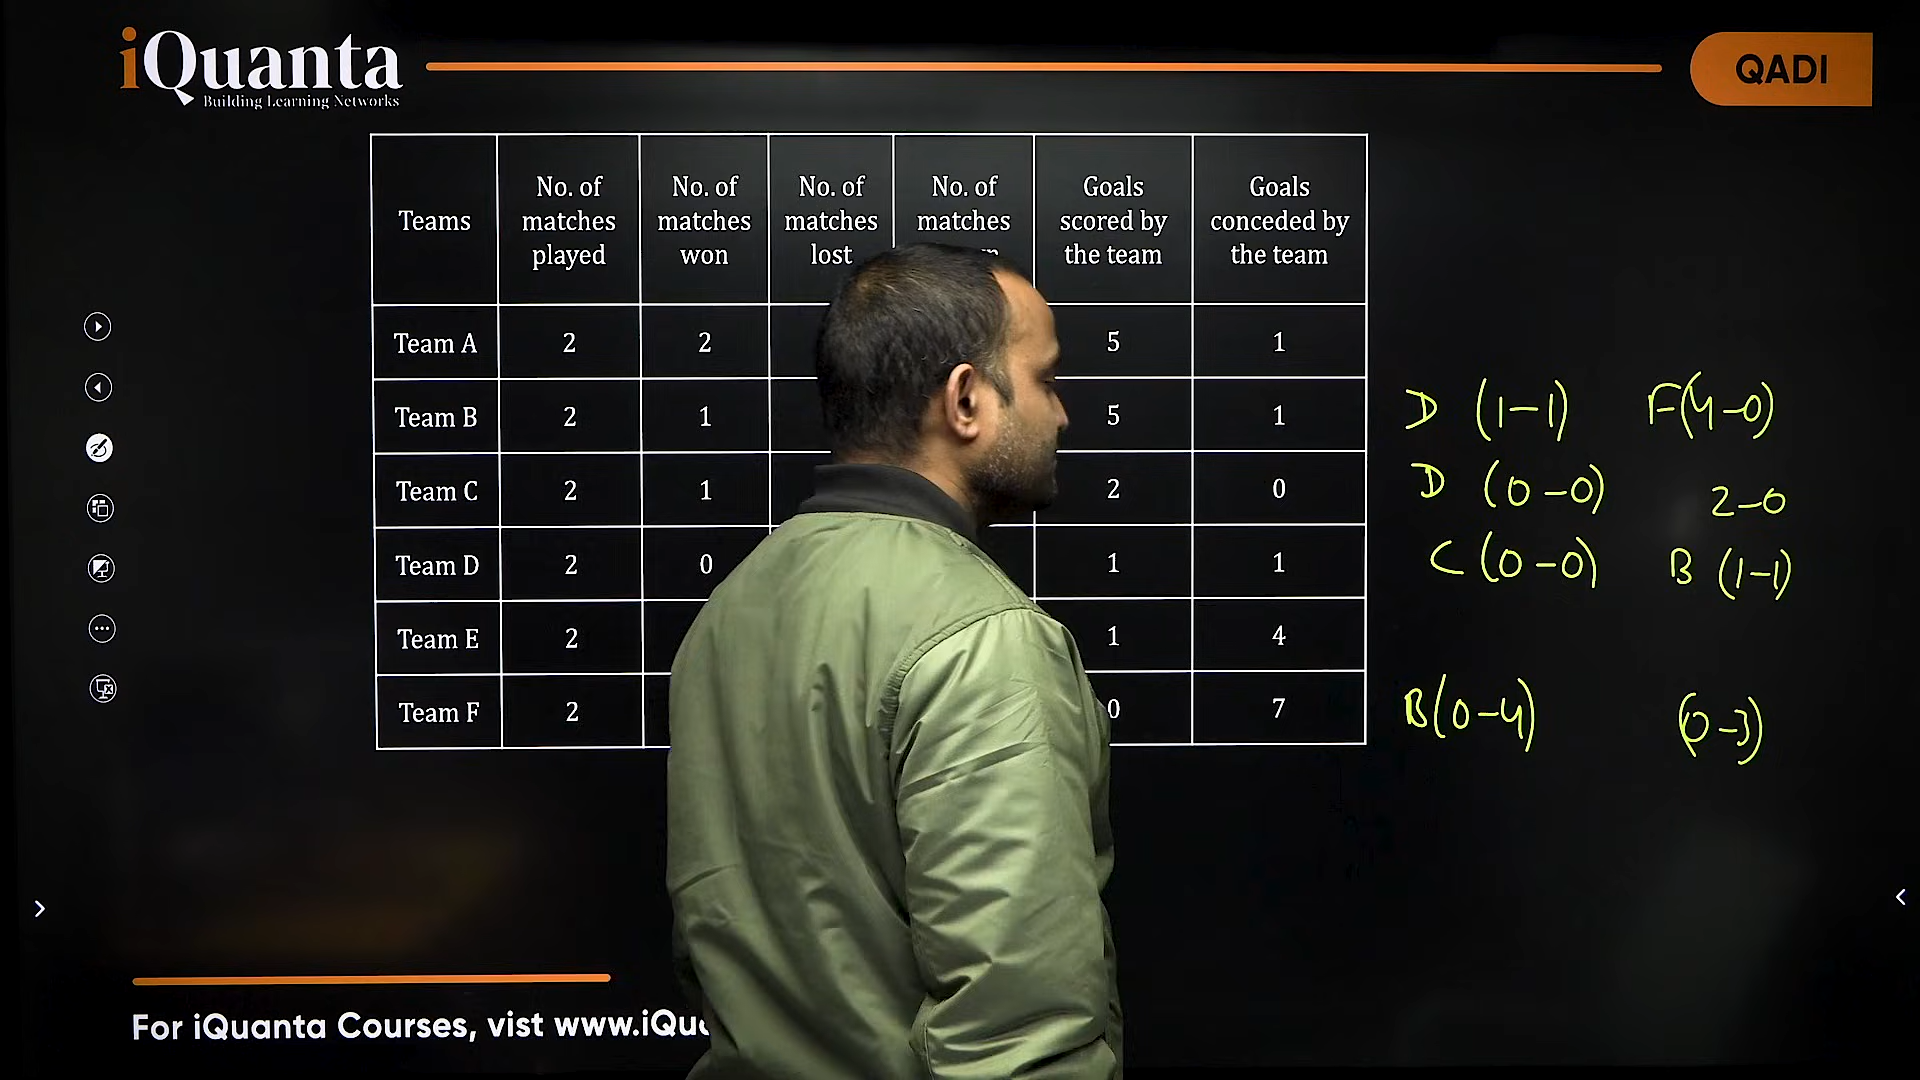 iQuanta
Building Learning Networks
QADI
Teams
No. of matches played
No. of matches won
No. of matches lost
No. of matches
Goals scored by the team
Goals conceded by the team
Team A 2 2 5 1
Team B 2 1 5 1
D (1-1) F(4-0)
Team C 2 1 2 0
D (0-0) 2-0
Team D 2 0 1 1
C (0-0) B (1-1)
Team E 2 1 4
Team F 2 0 7
B(0-4) (0-3)
For iQuanta Courses, vist www.iQu